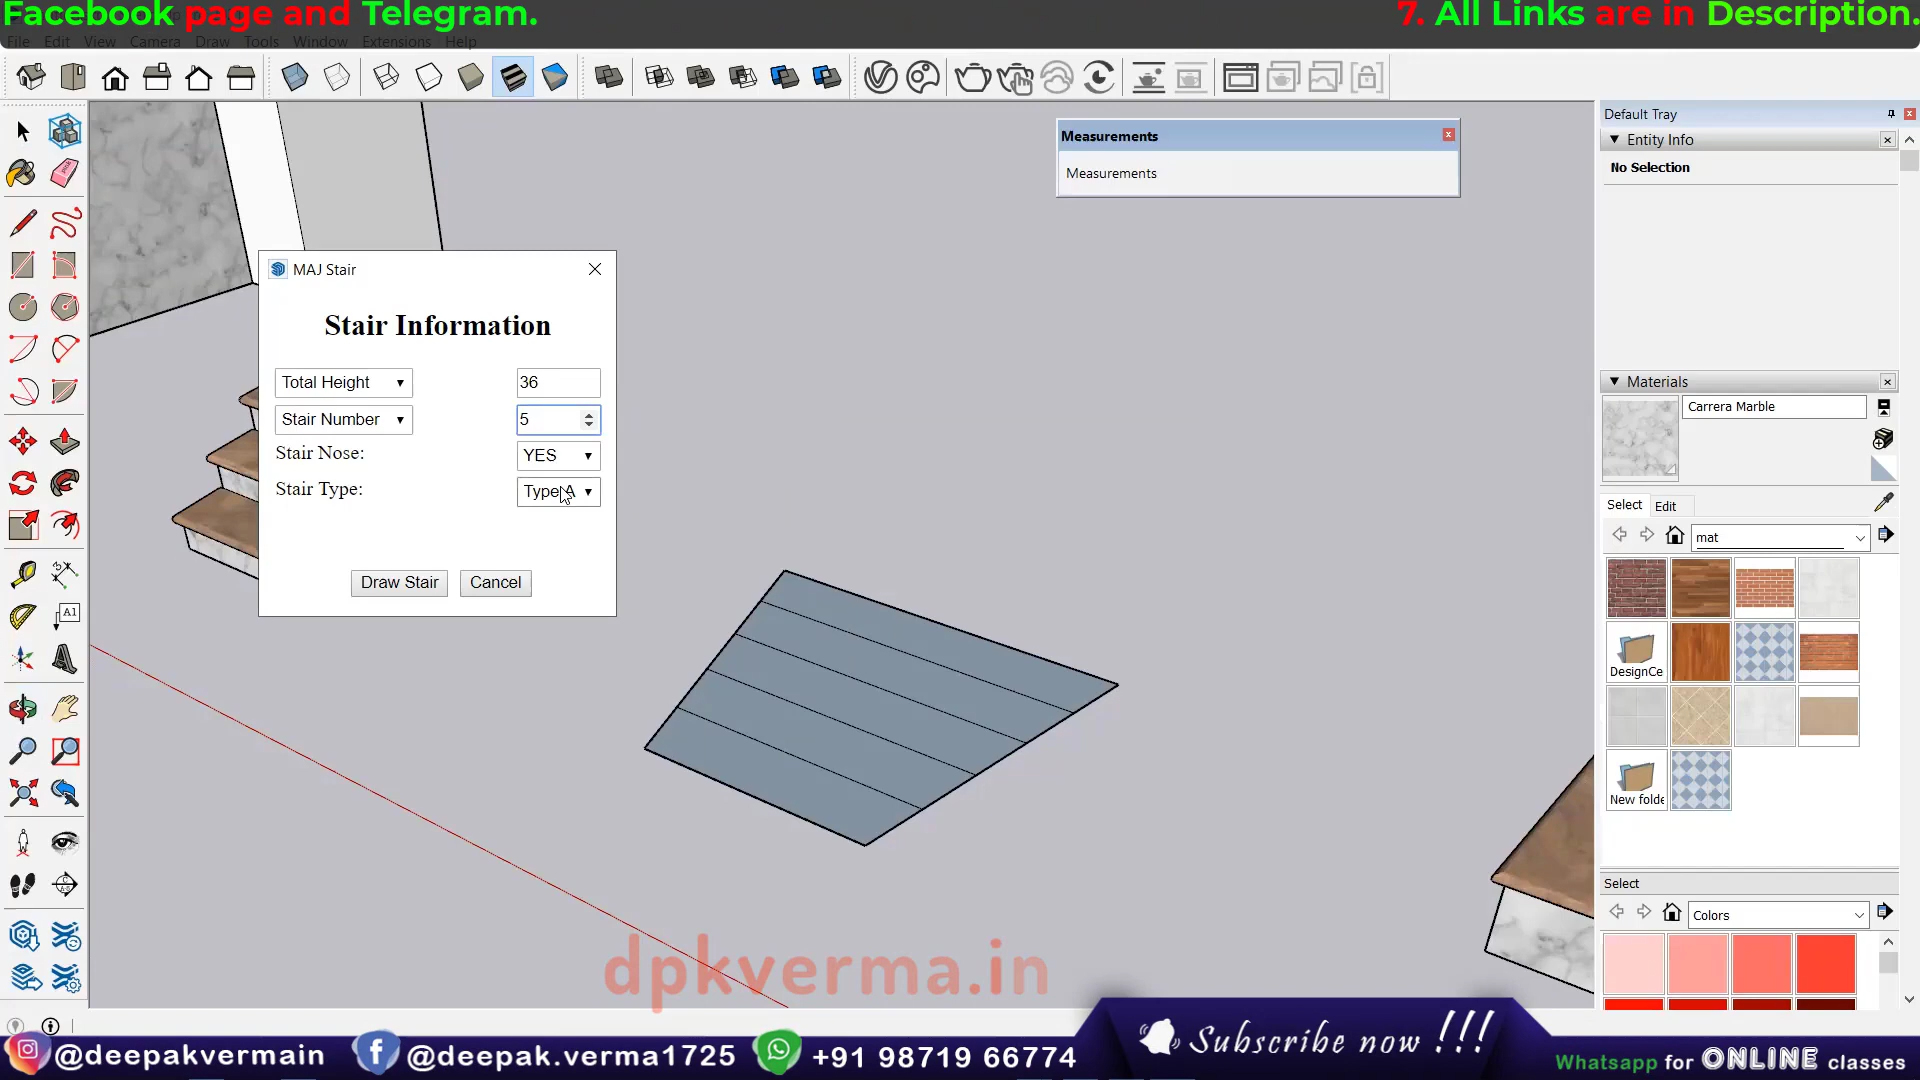 Facebook page and Telegram.
7. All Links are in Description.
File Edit View Camera Draw Tools Window Extensions Help
Default Tray
Measurements
Measurements
Entity Info
No Selection
MAJ Stair
Stair Information
Total Height 36
Stair Number 5
Stair Nose: YES
Stair Type: Type A
Draw Stair Cancel
Materials
Carrera Marble
Select Edit
mat
DesignCe
New folde
Select
Colors
A1
dpkverma.in
@deepakvermain @deepak.verma1725 +91 98719 66774
Subscribe now !!!
Whatsapp for ONLINE classes